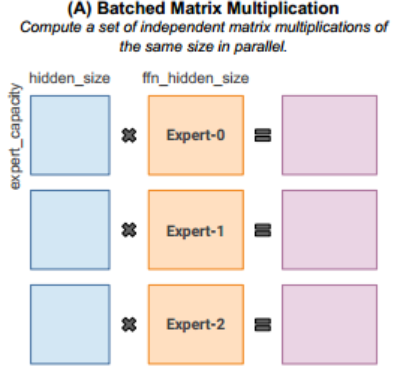 (A) Batched Matrix Multiplication
Compute a set of independent matrix multiplications of
the same size in parallel.
hidden_size ffn_hidden_size
expert_capacity
Expert-0
Expert-1
Expert-2